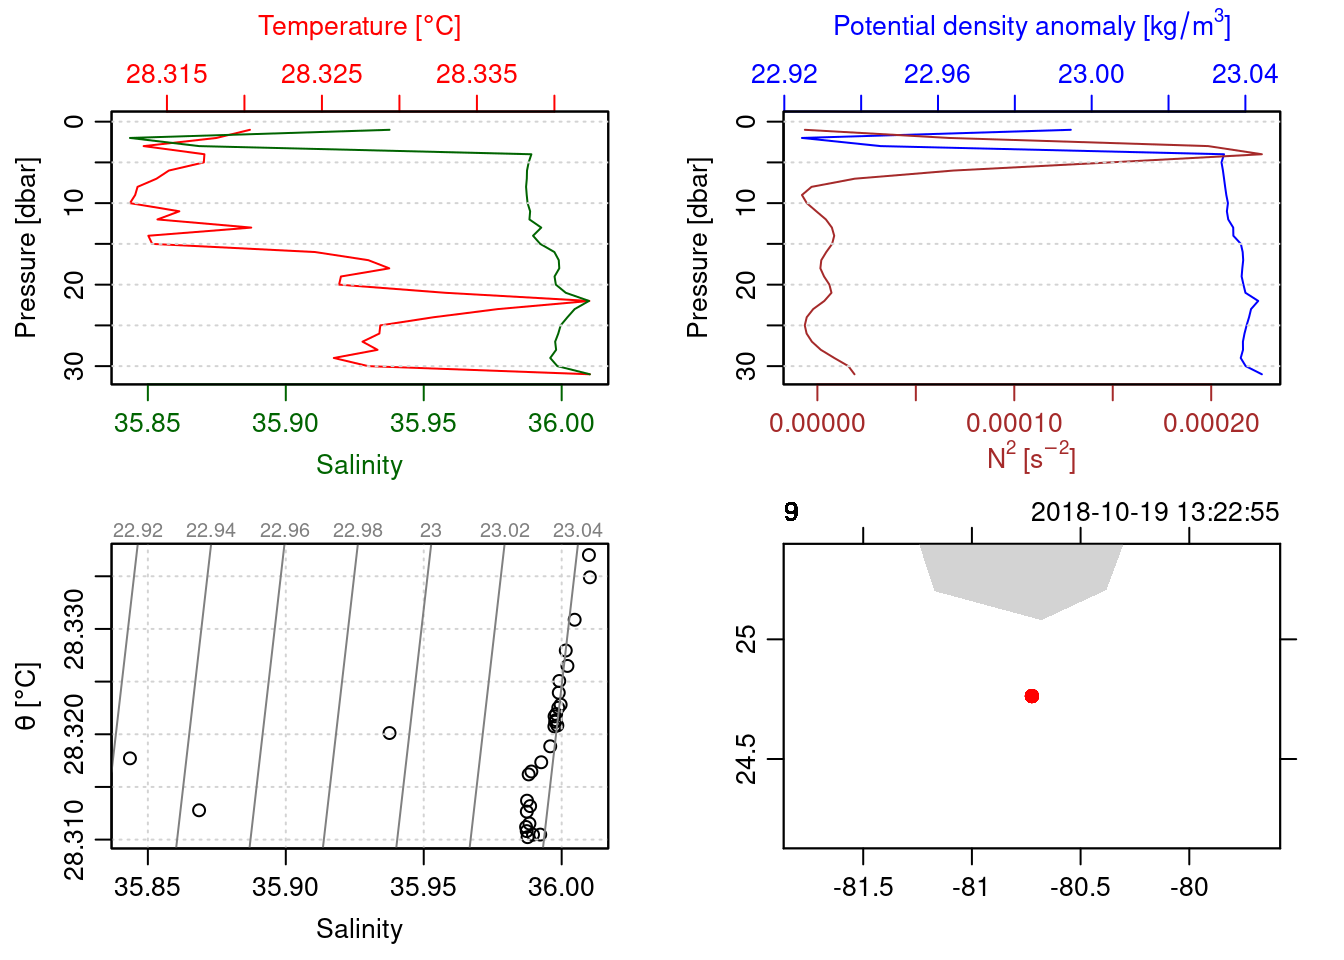 Temperature [°C]
28.315 28.325 28.335
Pressure [dbar]
0 10 20 30
35.85 35.90 35.95 36.00
Salinity
Potential density anomaly [kg/m³]
22.92 22.96 23.00 23.04
Pressure [dbar]
0 10 20 30
0.00000 0.00010 0.00020
N² [s⁻²]
22.92 22.94 22.96 22.98 23 23.02 23.04
θ [°C]
28.310 28.320 28.330
35.85 35.90 35.95 36.00
Salinity
9 2018-10-19 13:22:55
25
24.5
-81.5 -81 -80.5 -80